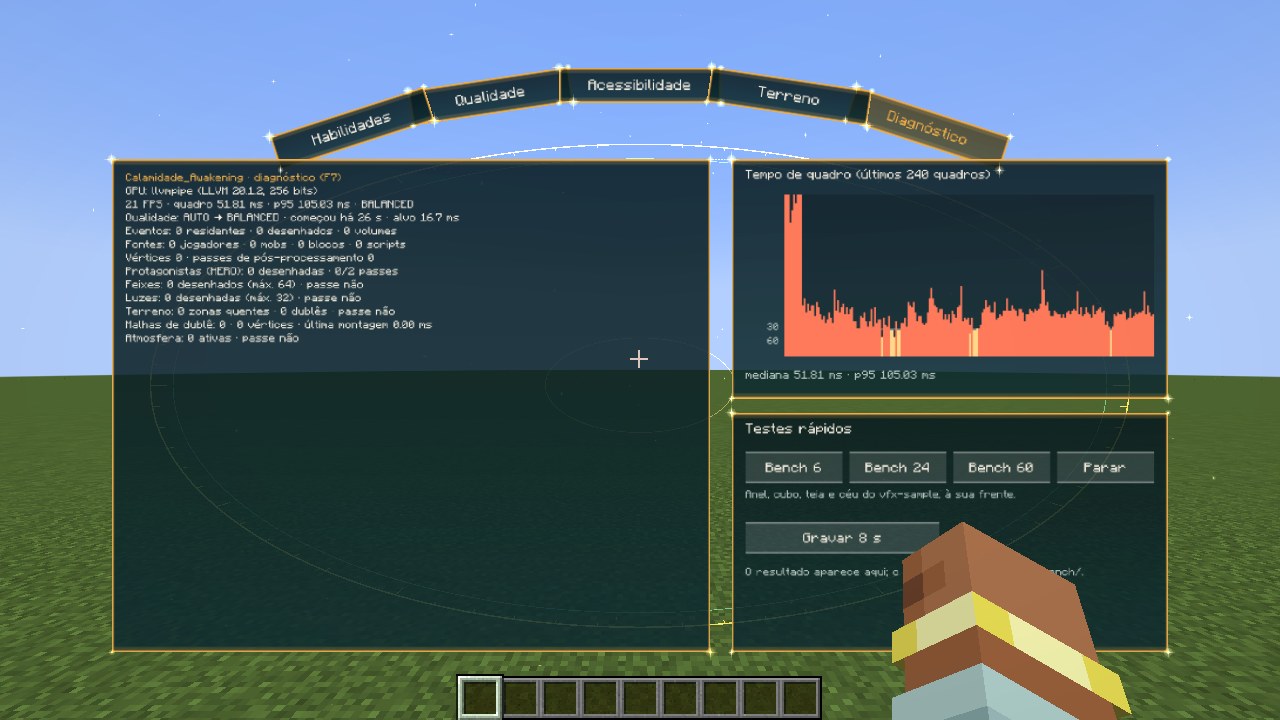 Habilidades
Qualidade
Acessibilidade
Terreno
Diagnóstico
Calamidade_Awakening · diagnóstico (F7)
GPU: llvmpipe (LLVM 20.1.2, 256 bits)
21 FPS · quadro 51.81 ms · p95 105.03 ms · BALANCED
Qualidade: AUTO → BALANCED · começou há 26 s · alvo 16.7 ms
Eventos: 0 residentes · 0 desenhados · 0 volumes
Fontes: 0 jogadores · 0 mobs · 0 blocos · 0 scripts
Vértices 0 · passes de pós-processamento 0
Protagonistas (HERO): 0 desenhadas · 0/2 passes
Feixes: 0 desenhados (máx. 64) · passe não
Luzes: 0 desenhadas (máx. 32) · passe não
Terreno: 0 zonas quentes · 0 dublês · passe não
Malhas de dublê: 0 · 0 vértices · última montagem 0.00 ms
Atmosfera: 0 ativas · passe não
Tempo de quadro (últimos 240 quadros)
30
60
mediana 51.81 ms · p95 105.03 ms
Testes rápidos
Bench 6
Bench 24
Bench 60
Parar
Anel, cubo, teia e céu do vfx-sample, à sua frente.
Gravar 8 s
O resultado aparece aqui; o